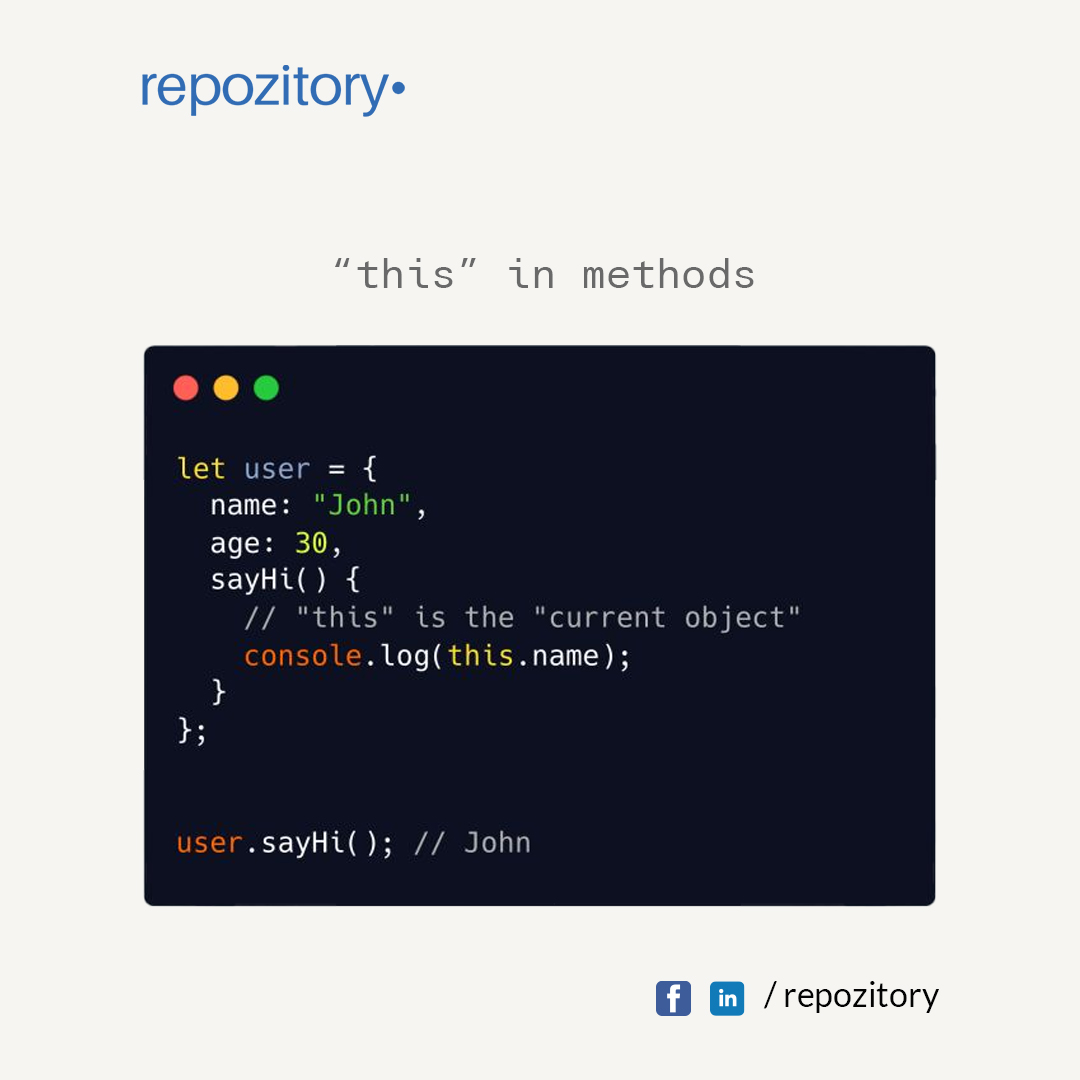 repozitory•
“this” in methods
let user = {
  name: "John",
  age: 30,
  sayHi() {
    // "this" is the "current object"
    console.log(this.name);
  }
};
user.sayHi(); // John
f in / repozitory